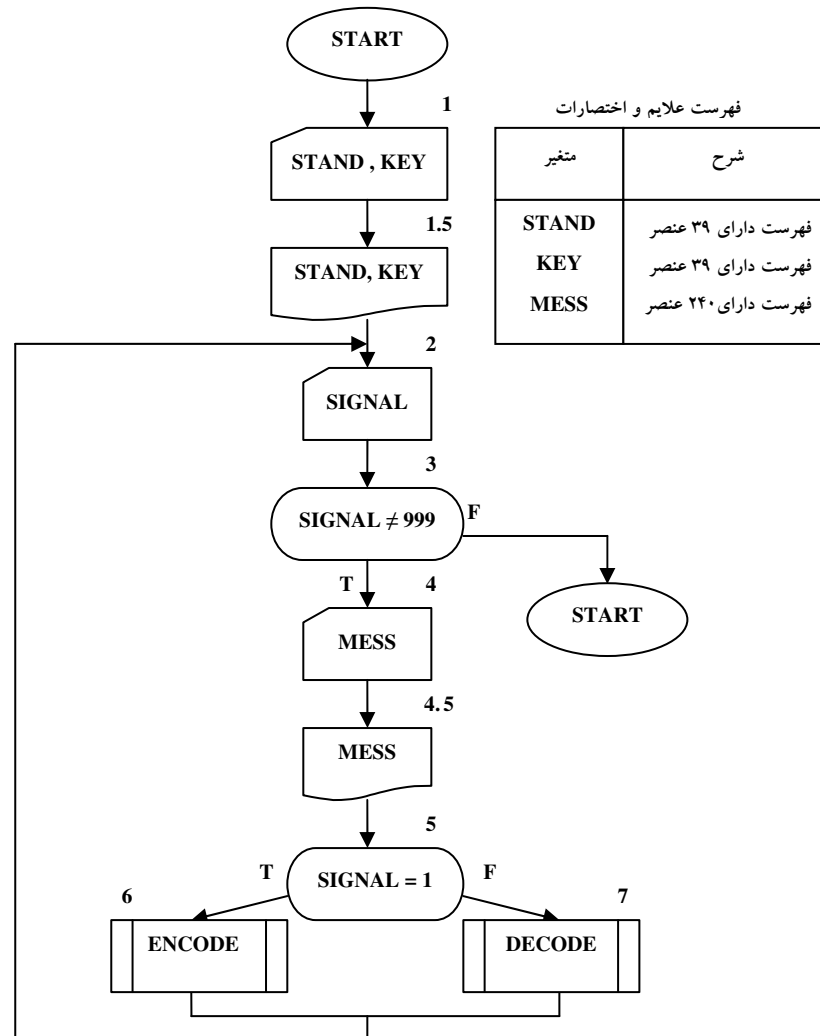 START
1
STAND , KEY
1.5
STAND, KEY
2
SIGNAL
3
SIGNAL ≠ 999
F
START
T
4
MESS
4.5
MESS
5
SIGNAL = 1
T
F
6
ENCODE
7
DECODE
فهرست علایم و اختصارات
متغیر شرح
STAND فهرست دارای ۳۹ عنصر
KEY فهرست دارای ۳۹ عنصر
MESS فهرست دارای۲۴۰ عنصر